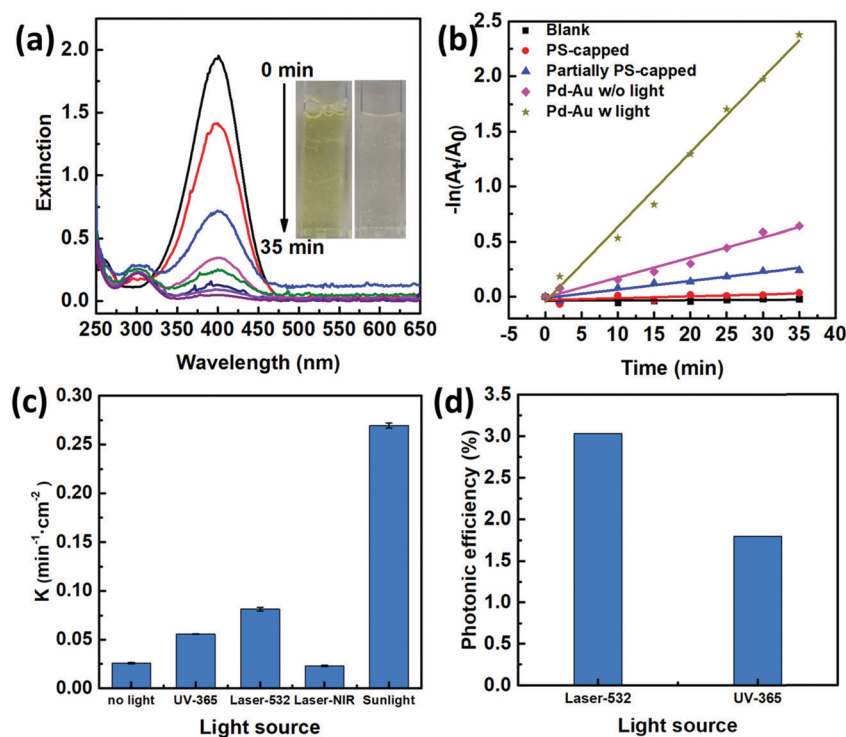 (a)
2.0
1.5
1.0
0.5
0.0
Extinction
0 min
35 min
250 300 350 400 450 500 550 600 650
Wavelength (nm)
(b)
-2.5
-2.0
-1.5
-1.0
-0.5
0.0
-ln(At/A0)
Blank
PS-capped
Partially PS-capped
Pd-Au w/o light
Pd-Au w light
-5 0 5 10 15 20 25 30 35 40
Time (min)
(c)
0.30
0.25
0.20
0.15
0.10
0.05
0.00
K (min⁻¹·cm⁻²)
no light UV-365 Laser-532 Laser-NIR Sunlight
Light source
(d)
3.5
3.0
2.5
2.0
1.5
1.0
0.5
0.0
Photonic efficiency (%)
Laser-532 UV-365
Light source